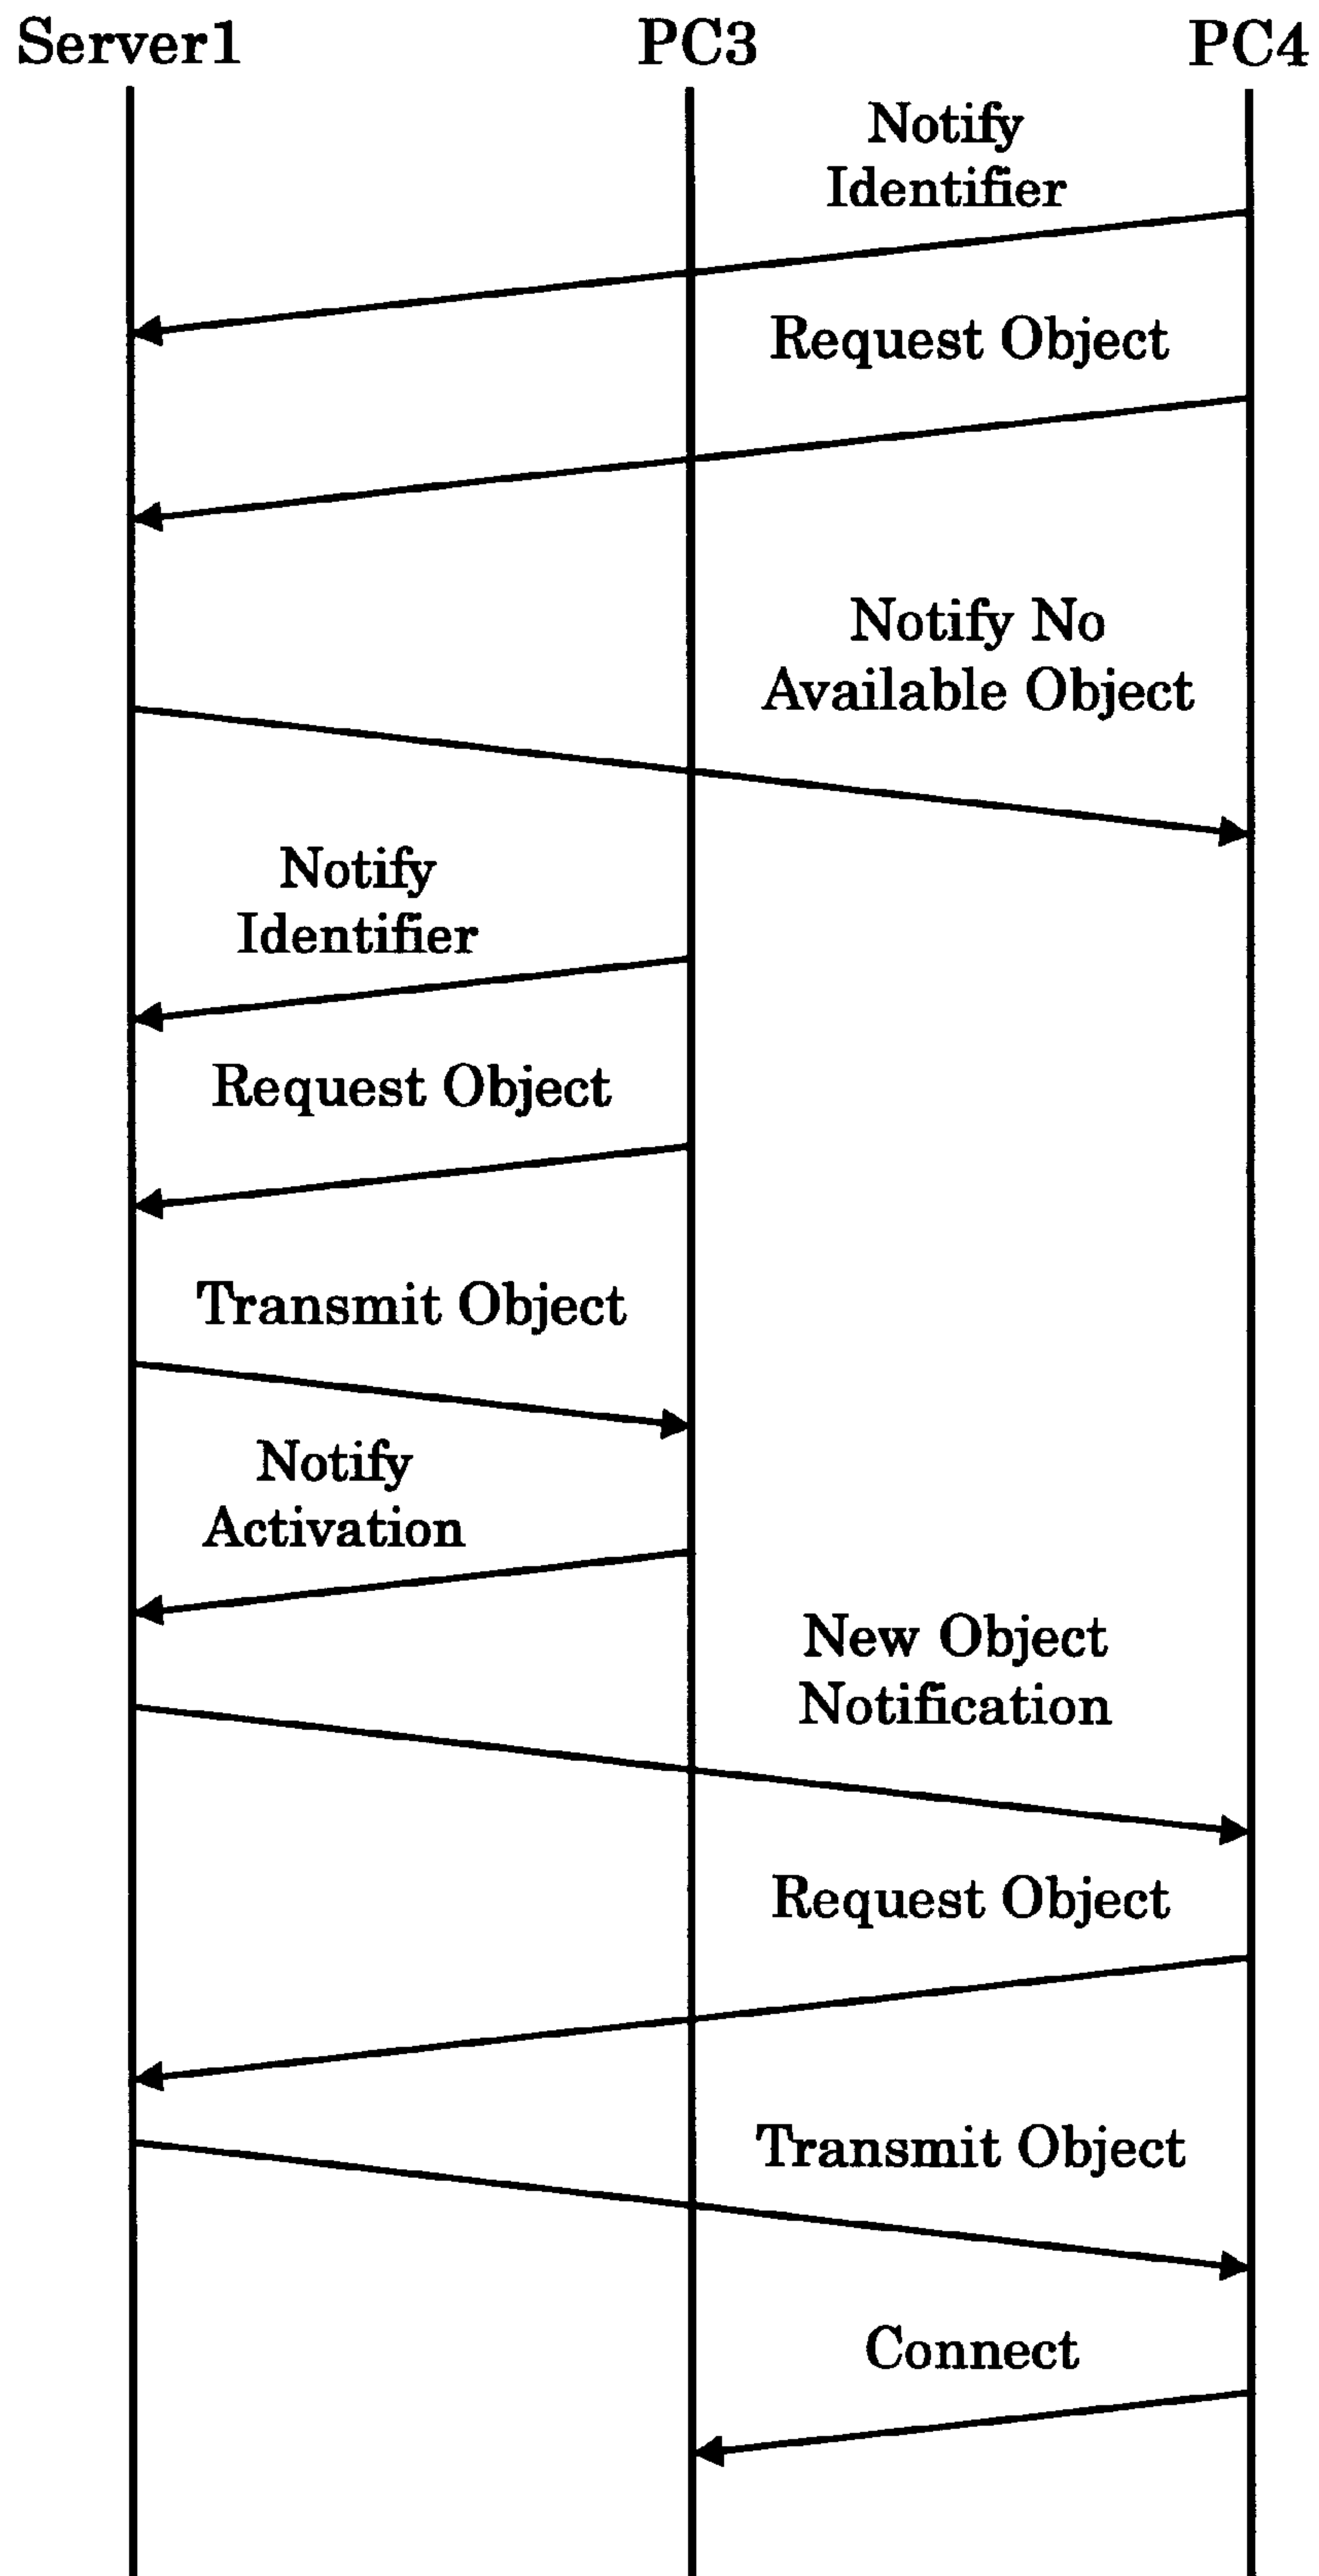 Server1 PC3 PC4
Notify
Identifier
Request Object
Notify No
Available Object
Notify
Identifier
Request Object
Transmit Object
Notify
Activation
New Object
Notification
Request Object
Transmit Object
Connect